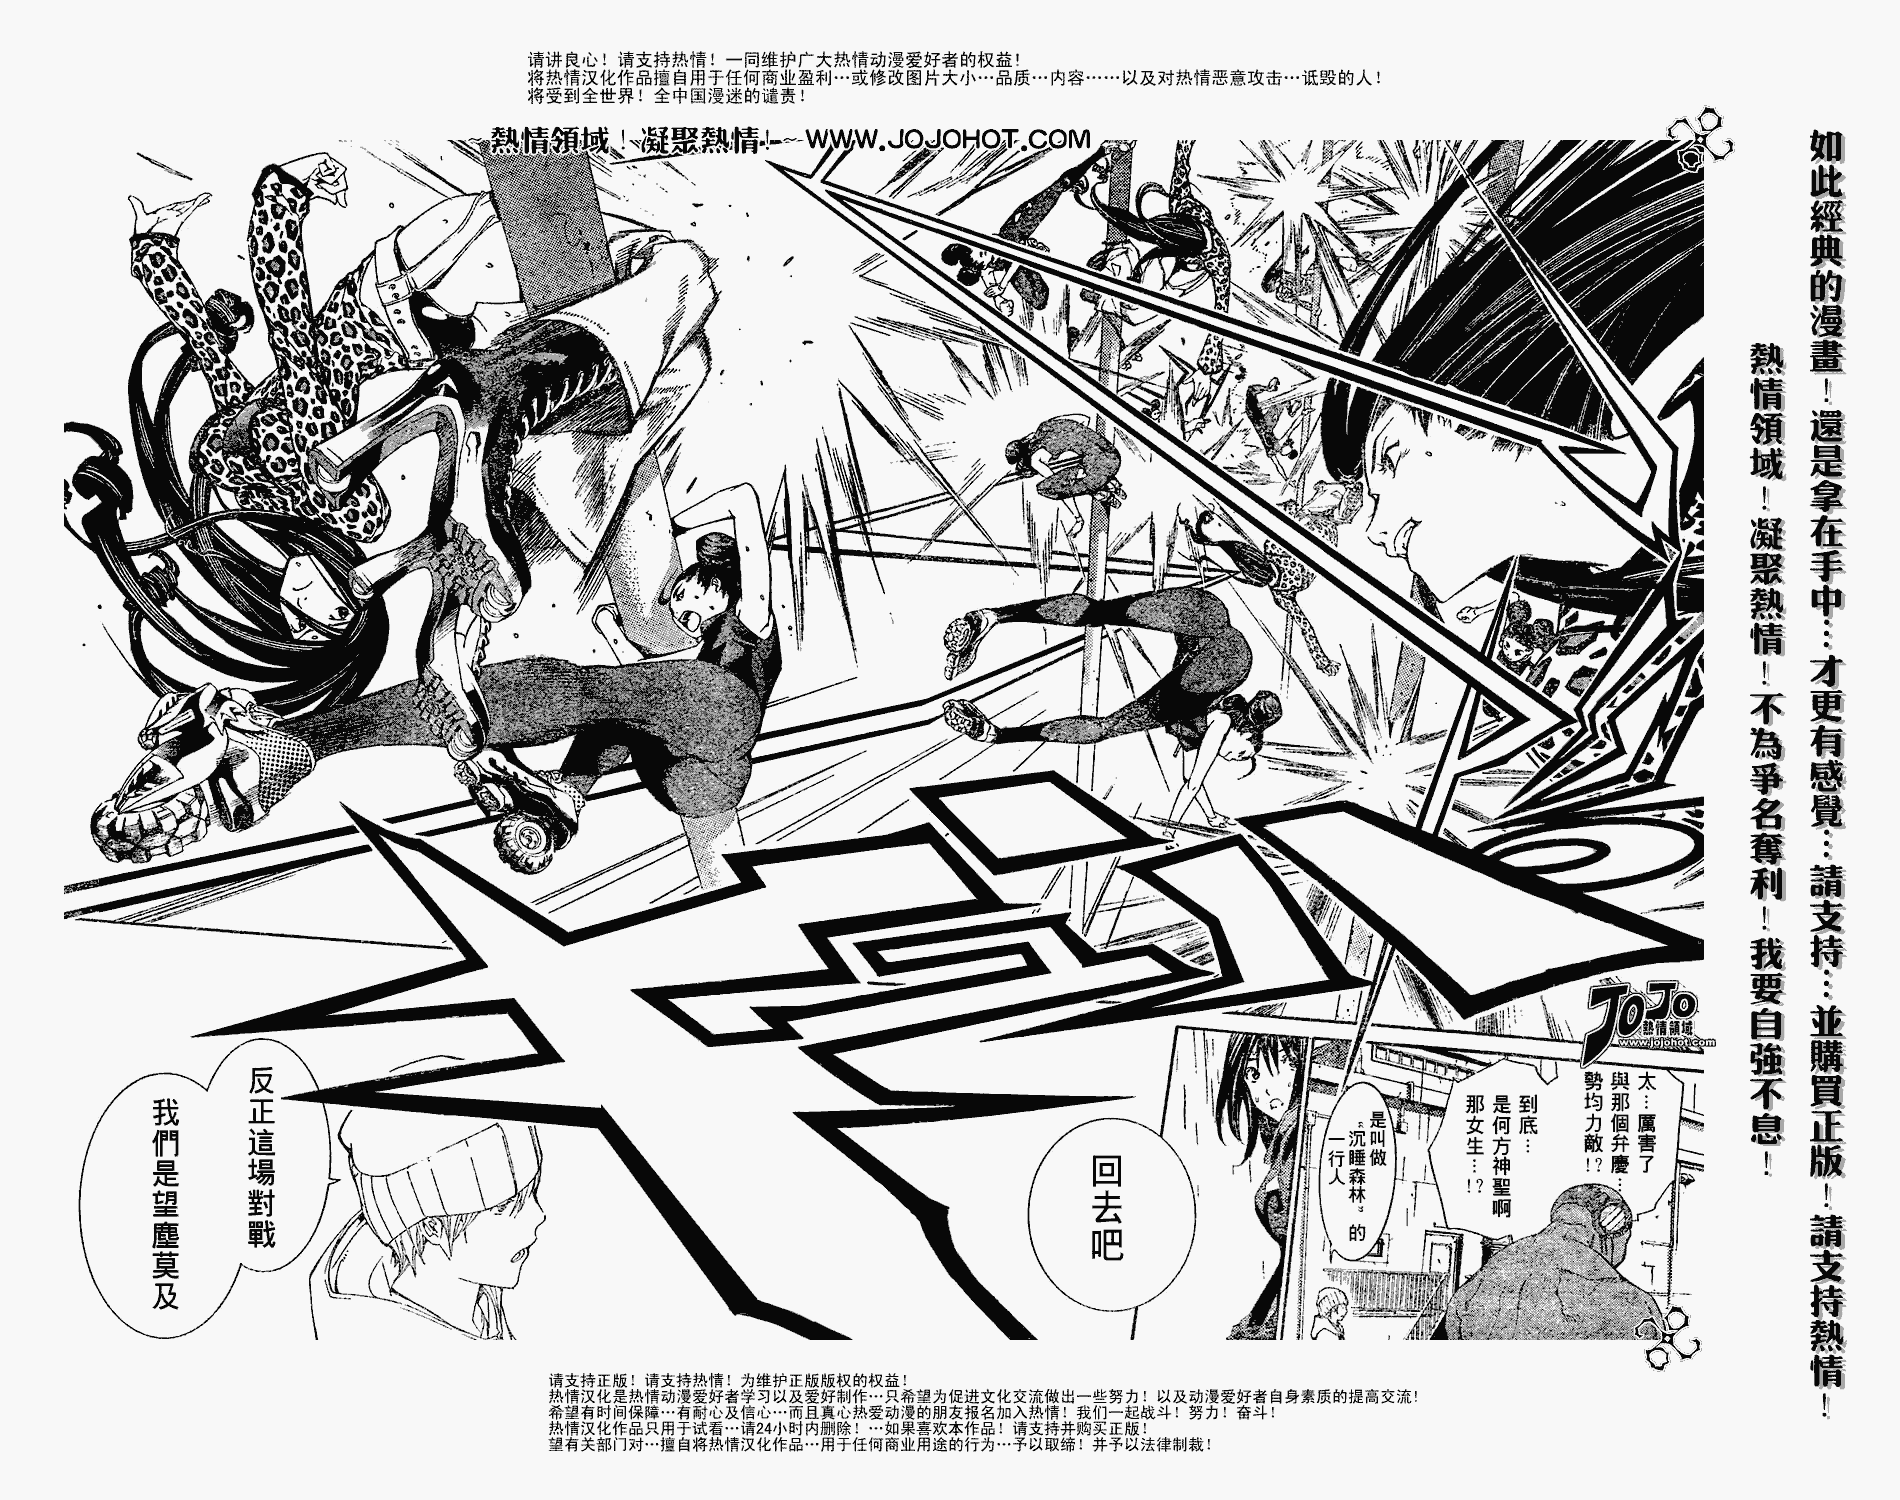 请讲良心！请支持热情！一同维护广大热情动漫爱好者的权益！
将热情汉化作品擅自用于任何商业盈利…或修改图片大小…品质…内容……以及对热情恶意攻击…诋毁的人！
将受到全世界！全中国漫迷的谴责！
~熱情領域！凝聚熱情!~~WWW.JOJOHOT.COM
如此經典的漫畫！還是拿在手中…才更有感覺…請支持…並購買正版！請支持熱情！
熱情領域！凝聚熱情！不為爭名奪利！我要自強不息！
JOJO
熱情領域
www.jojohot.com
太…厲害了
與那個弁慶…
勢均力敵！？
到底…
是何方神聖啊
那女生…！？
是叫做
“沉睡森林”的
一行人
回去吧
反正這場對戰
我們是望塵莫及
请支持正版！请支持热情！为维护正版版权的权益！
热情汉化是热情动漫爱好者学习以及爱好制作…只希望为促进文化交流做出一些努力！以及动漫爱好者自身素质的提高交流！
希望有时间保障…有耐心及信心…而且真心热爱动漫的朋友报名加入热情！我们一起战斗！努力！奋斗！
热情汉化作品只用于试看…请24小时内删除！…如果喜欢本作品！请支持并购买正版！
望有关部门对…擅自将热情汉化作品…用于任何商业用途的行为…予以取缔！并予以法律制裁！